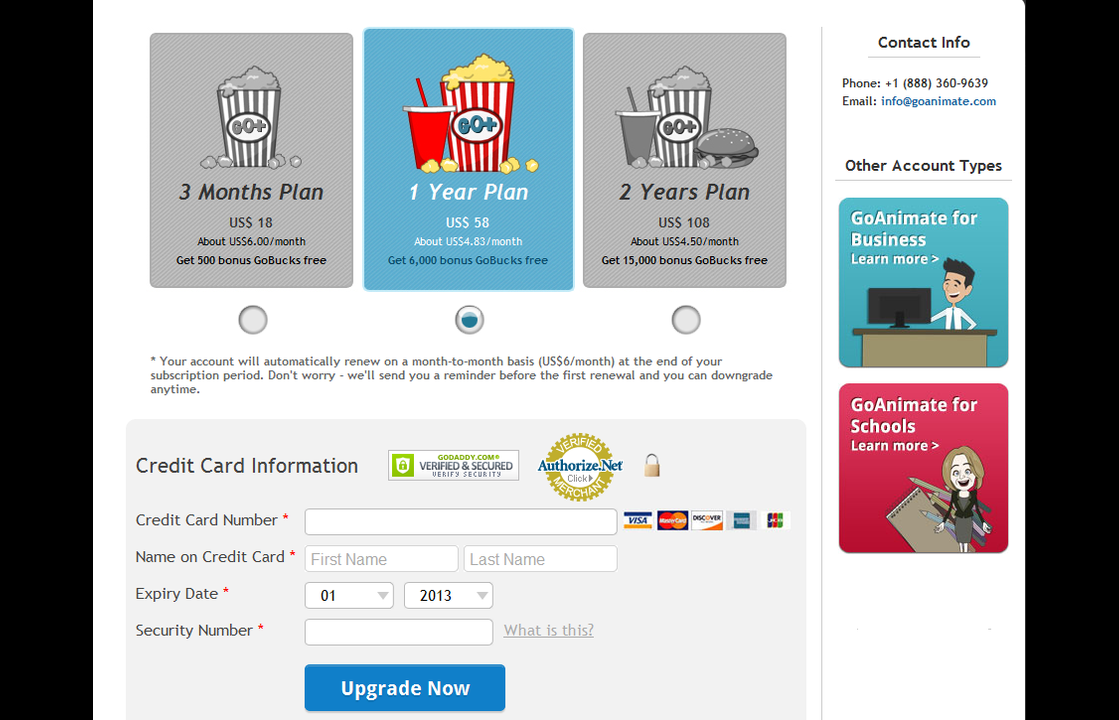 GO+
3 Months Plan
US$ 18
About US$6.00/month
Get 500 bonus GoBucks free
GO+
1 Year Plan
US$ 58
About US$4.83/month
Get 6,000 bonus GoBucks free
GO+
2 Years Plan
US$ 108
About US$4.50/month
Get 15,000 bonus GoBucks free
* Your account will automatically renew on a month-to-month basis (US$6/month) at the end of your
subscription period. Don't worry - we'll send you a reminder before the first renewal and you can downgrade
anytime.
Credit Card Information
GODADDY.COM®
VERIFIED & SECURED
VERIFY SECURITY
VERIFIED
Authorize.Net
Click
MERCHANT
Credit Card Number *
VISA
MasterCard
DISCOVER
JCB
Name on Credit Card *
First Name
Last Name
Expiry Date *
01
2013
Security Number *
What is this?
Upgrade Now
Contact Info
Phone: +1 (888) 360-9639
Email: info@goanimate.com
Other Account Types
GoAnimate for
Business
Learn more >
GoAnimate for
Schools
Learn more >